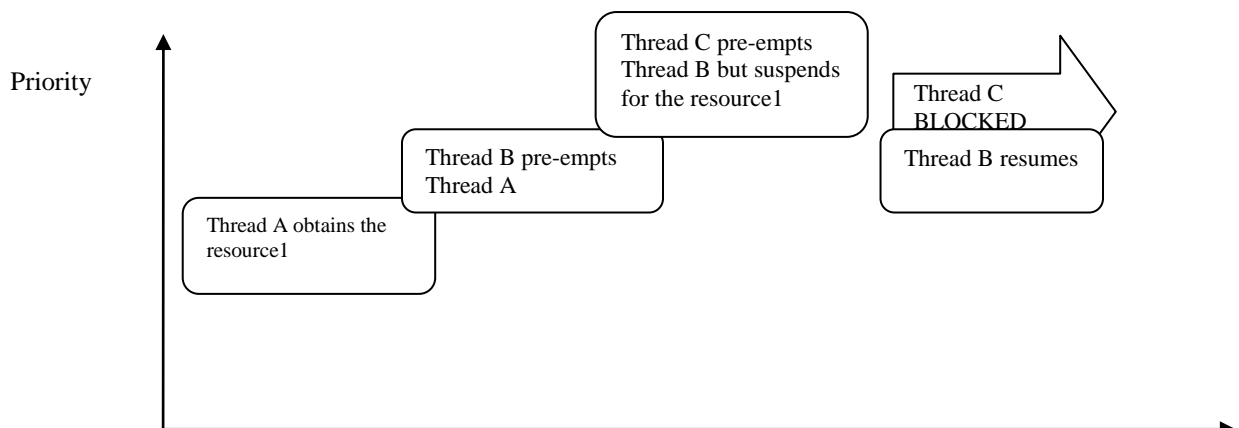 Priority
Thread A obtains the
resource1
Thread B pre-empts
Thread A
Thread C pre-empts
Thread B but suspends
for the resource1
Thread C
BLOCKED
Thread B resumes